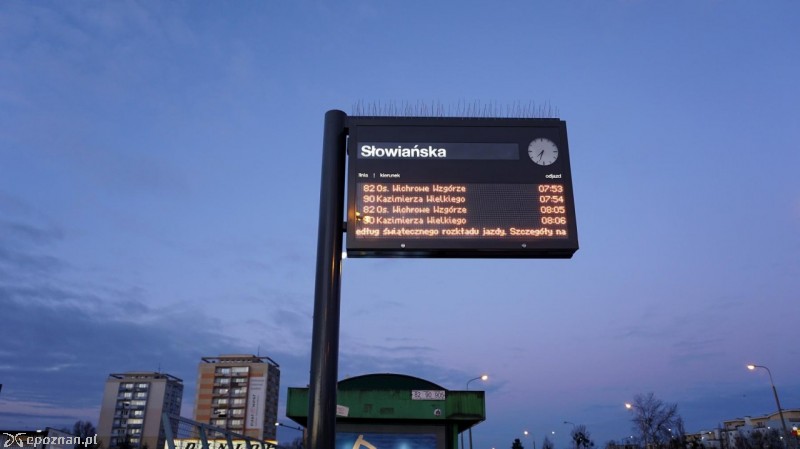 Słowiańska
linia | kierunek odjazd
82 Os. Wichrowe Wzgórze 07:53
90 Kazimierza Wielkiego 07:54
82 Os. Wichrowe Wzgórze 08:05
90 Kazimierza Wielkiego 08:06
edług świątecznego rozkładu jazdy. Szczegóły na
epoznan.pl